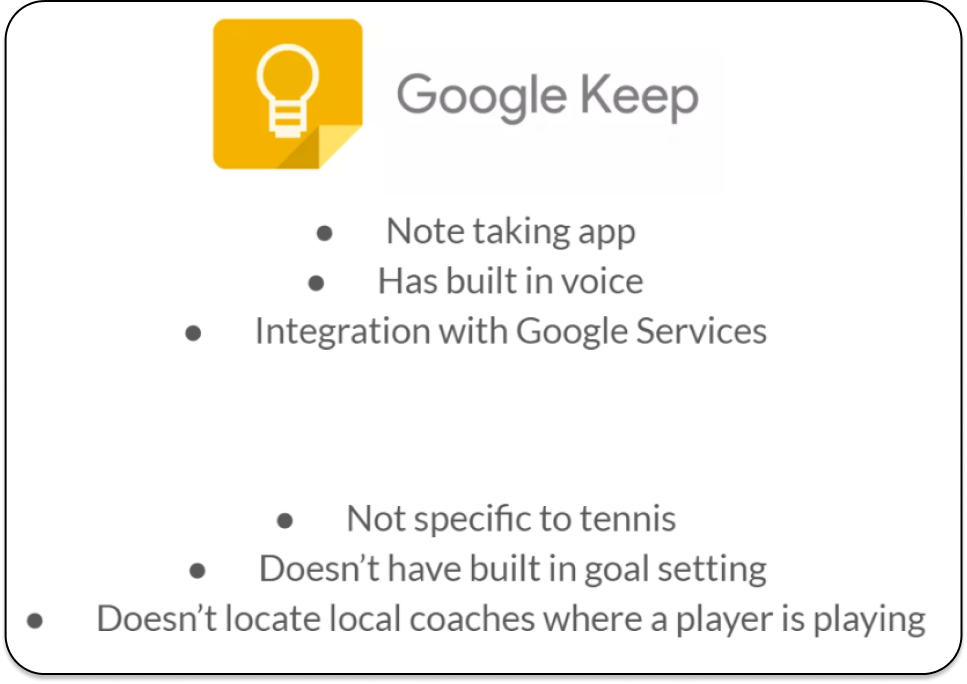 Google Keep
● Note taking app
● Has built in voice
● Integration with Google Services
● Not specific to tennis
● Doesn’t have built in goal setting
● Doesn’t locate local coaches where a player is playing